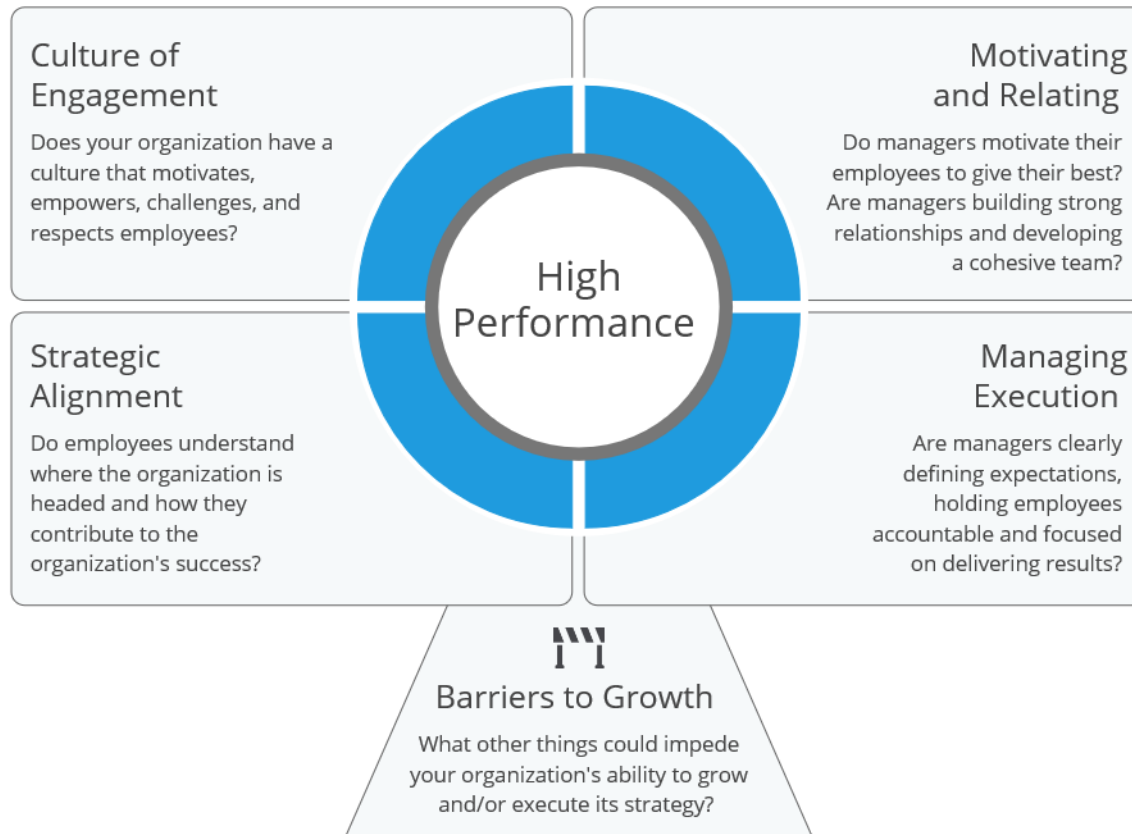 Culture of
Engagement
Does your organization have a
culture that motivates,
empowers, challenges, and
respects employees?
Motivating
and Relating
Do managers motivate their
employees to give their best?
Are managers building strong
relationships and developing
a cohesive team?
High
Performance
Strategic
Alignment
Do employees understand
where the organization is
headed and how they
contribute to the
organization's success?
Managing
Execution
Are managers clearly
defining expectations,
holding employees
accountable and focused
on delivering results?
Barriers to Growth
What other things could impede
your organization's ability to grow
and/or execute its strategy?